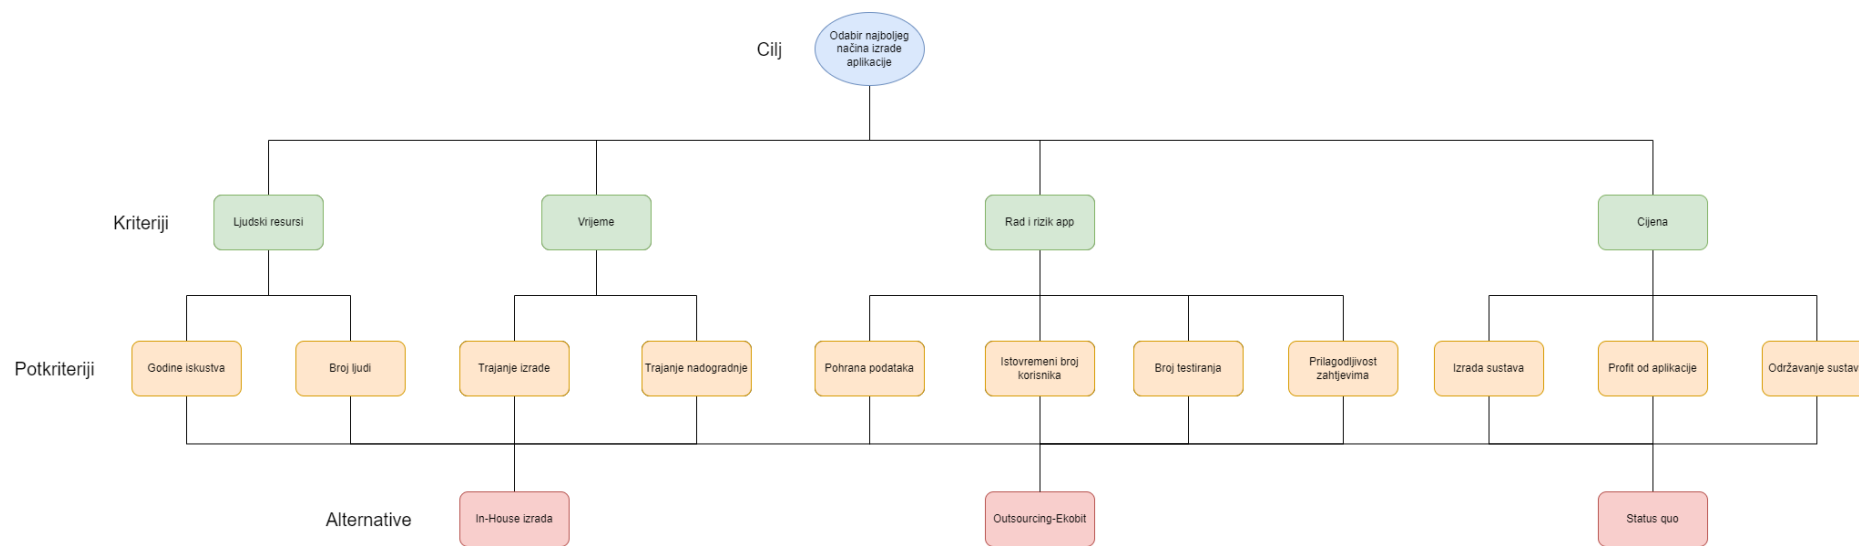 Cilj
Odabir najboljeg
načina izrade
aplikacije
Kriteriji
Ljudski resursi
Vrijeme
Rad i rizik app
Cijena
Potkriteriji
Godine iskustva
Broj ljudi
Trajanje izrade
Trajanje nadogradnje
Pohrana podataka
Istovremeni broj
korisnika
Broj testiranja
Prilagodljivost
zahtjevima
Izrada sustava
Profit od aplikacije
Održavanje sustav
Alternative
In-House izrada
Outsourcing-Ekobit
Status quo